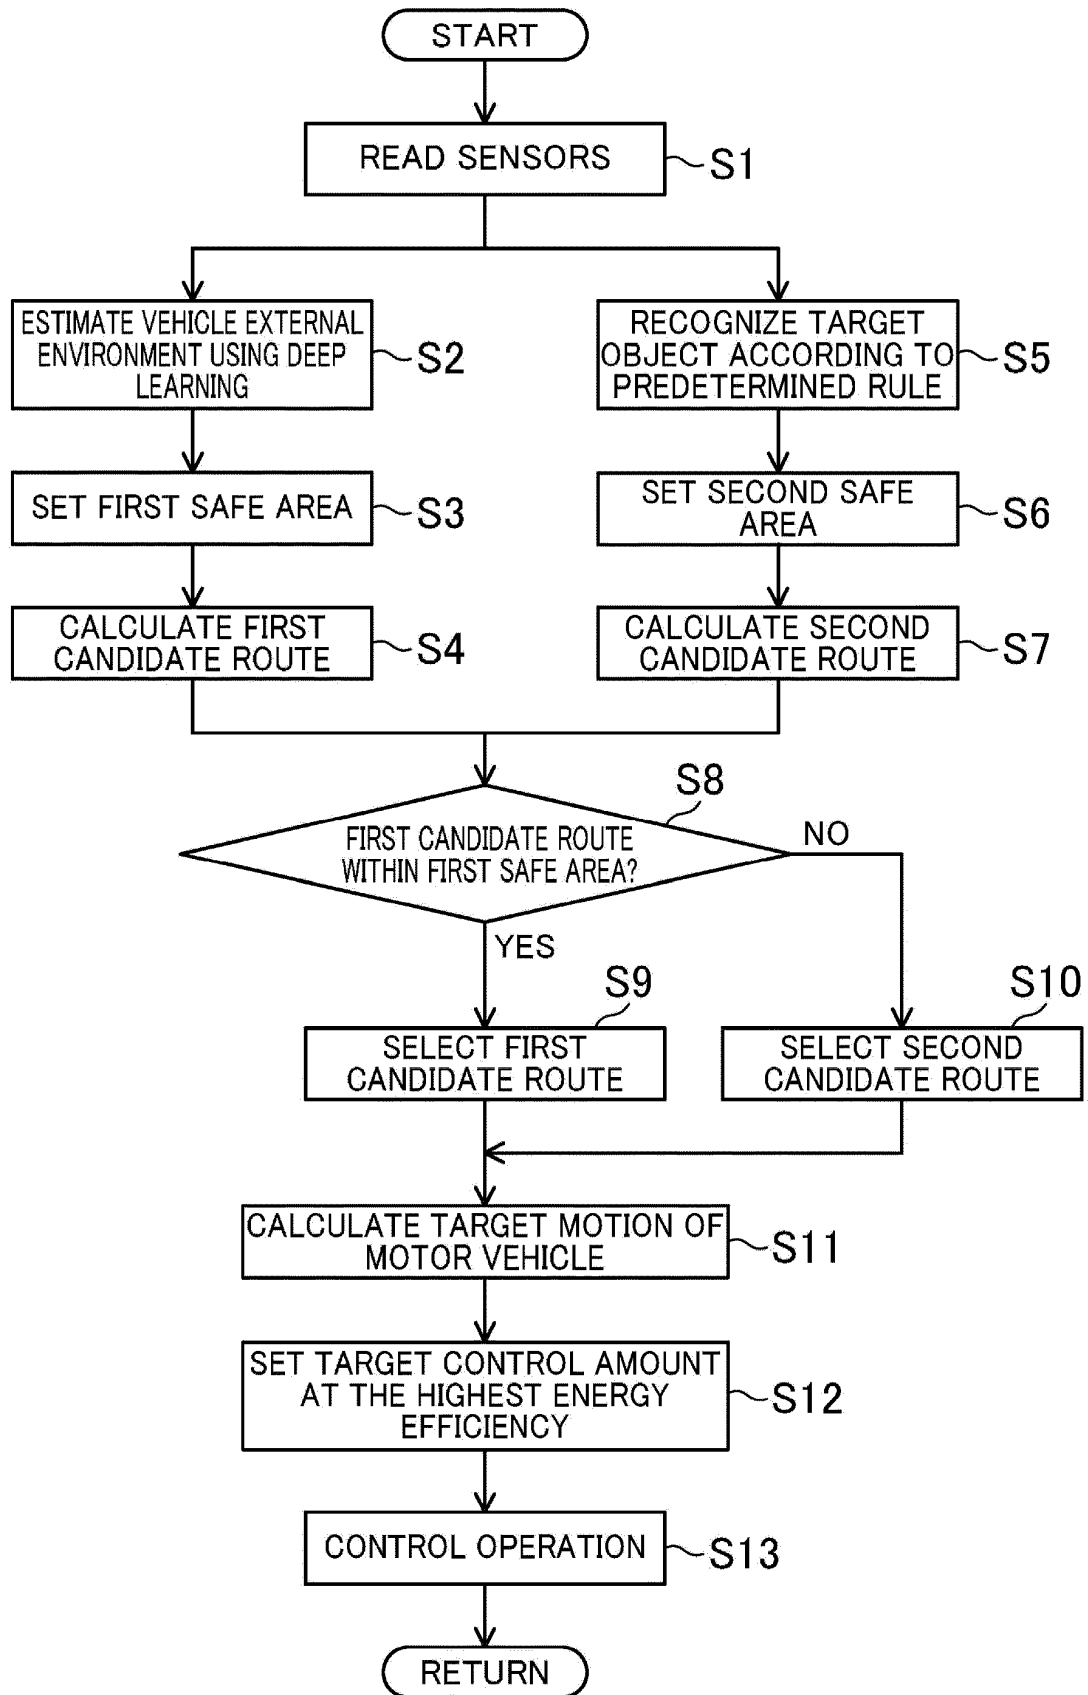 START
READ SENSORS
S1
ESTIMATE VEHICLE EXTERNAL
ENVIRONMENT USING DEEP
LEARNING
S2
RECOGNIZE TARGET
OBJECT ACCORDING TO
PREDETERMINED RULE
S5
SET FIRST SAFE AREA
S3
SET SECOND SAFE
AREA
S6
CALCULATE FIRST
CANDIDATE ROUTE
S4
CALCULATE SECOND
CANDIDATE ROUTE
S7
S8
FIRST CANDIDATE ROUTE
WITHIN FIRST SAFE AREA?
NO
YES
S9
SELECT FIRST
CANDIDATE ROUTE
S10
SELECT SECOND
CANDIDATE ROUTE
CALCULATE TARGET MOTION OF
MOTOR VEHICLE
S11
SET TARGET CONTROL AMOUNT
AT THE HIGHEST ENERGY
EFFICIENCY
S12
CONTROL OPERATION
S13
RETURN